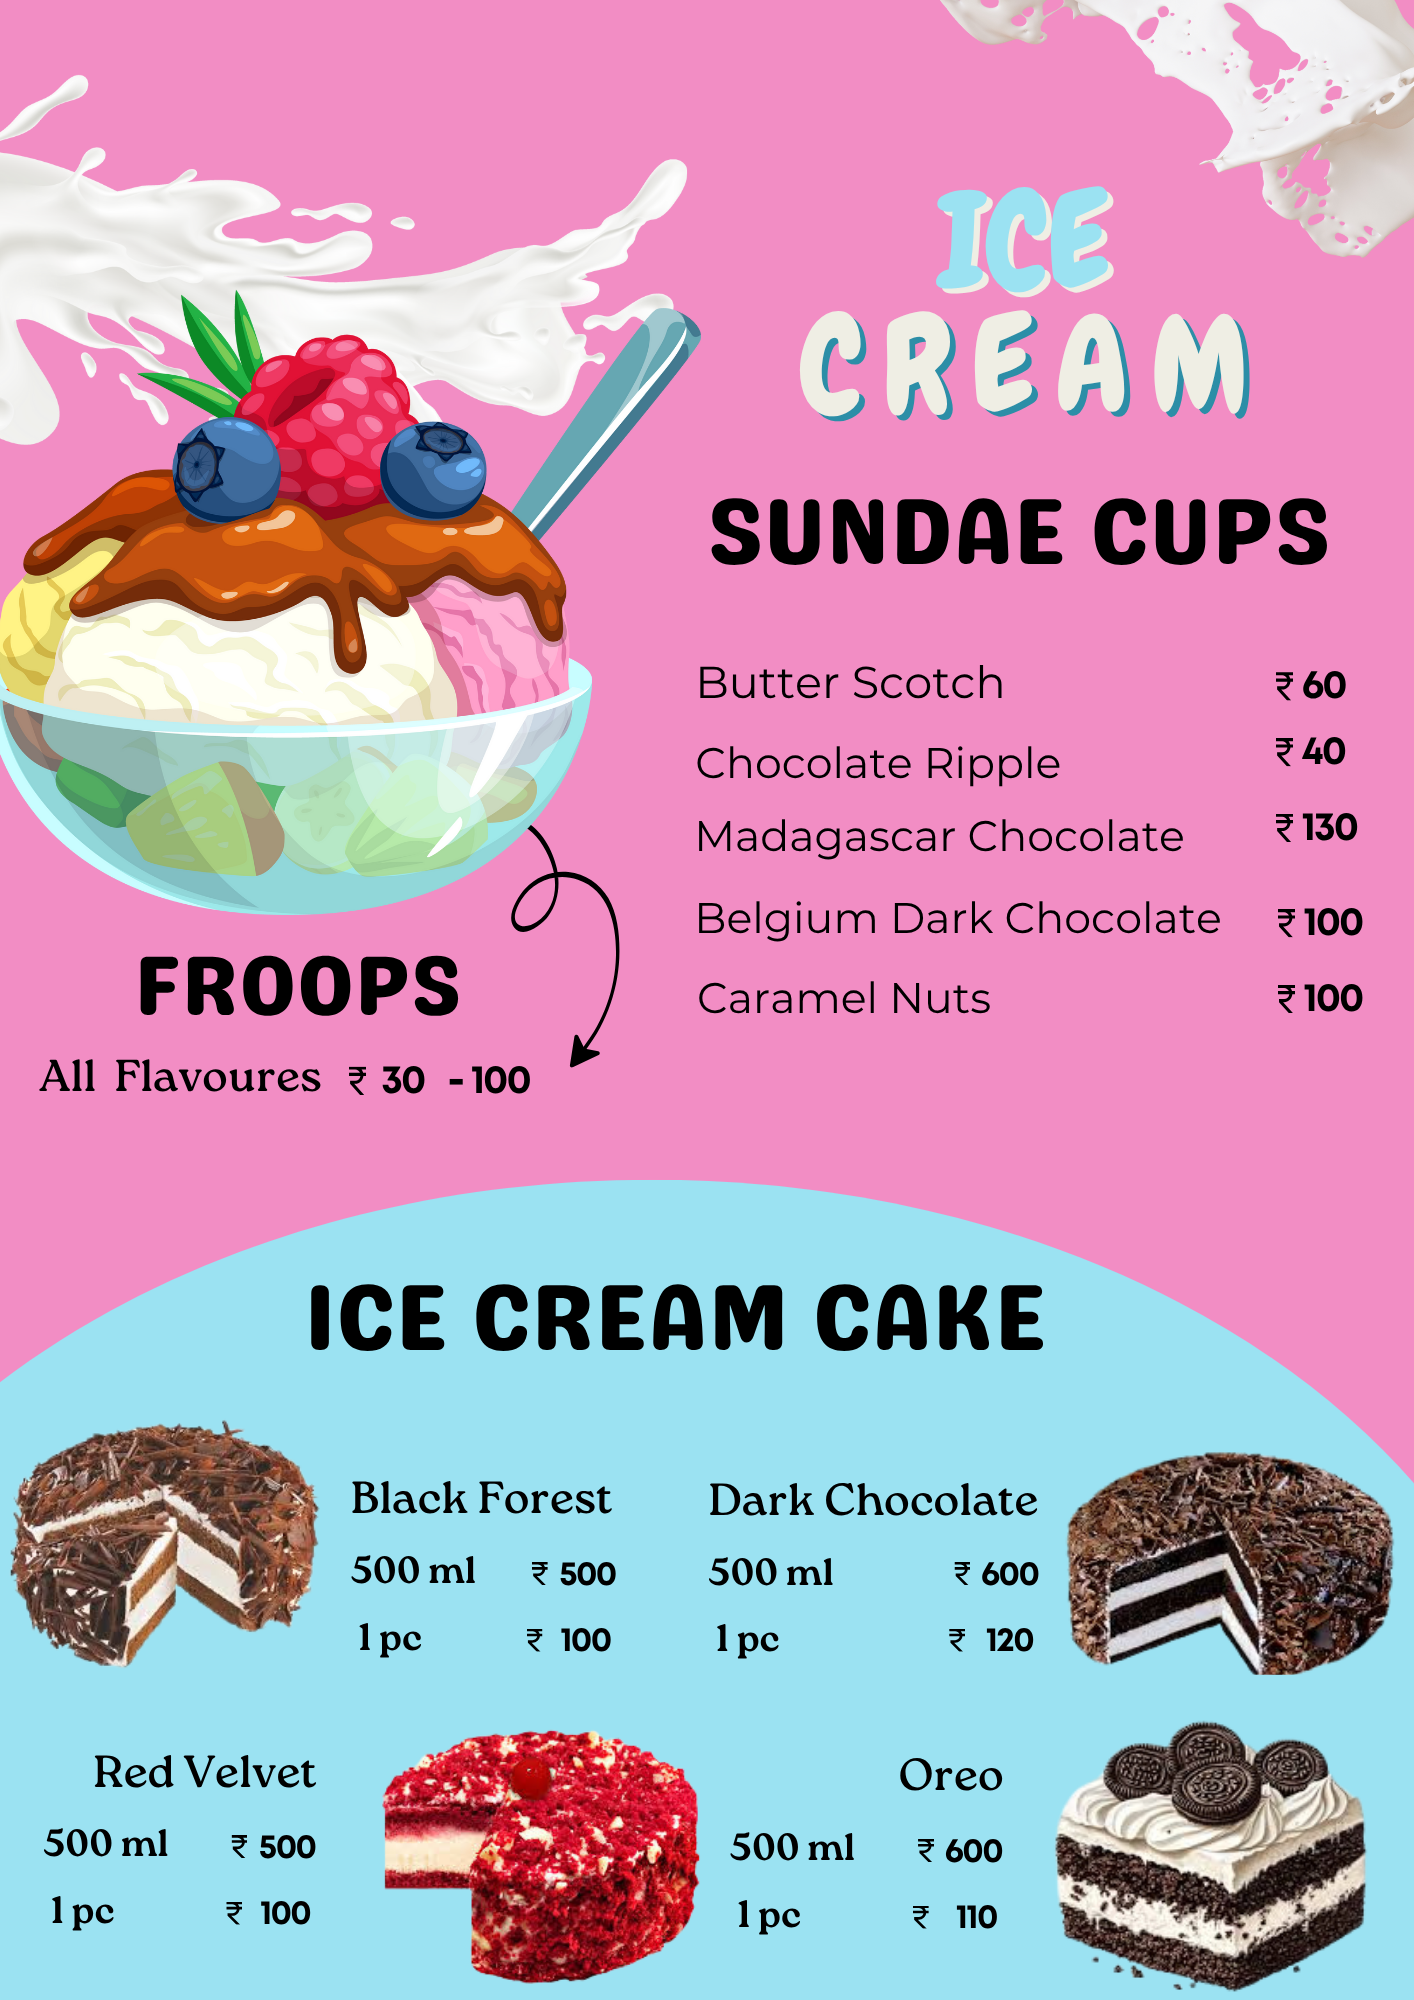 ICE
CREAM
SUNDAE CUPS
Butter Scotch ₹ 60
Chocolate Ripple ₹ 40
Madagascar Chocolate ₹ 130
Belgium Dark Chocolate ₹ 100
Caramel Nuts ₹ 100
FROOPS
All Flavoures ₹ 30 - 100
ICE CREAM CAKE
Black Forest
500 ml ₹ 500
1 pc ₹ 100
Dark Chocolate
500 ml ₹ 600
1 pc ₹ 120
Red Velvet
500 ml ₹ 500
1 pc ₹ 100
Oreo
500 ml ₹ 600
1 pc ₹ 110